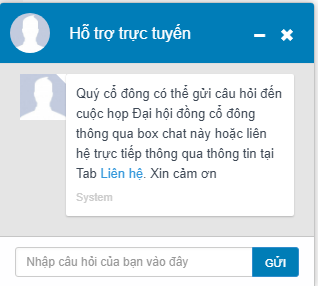 Hỗ trợ trực tuyến
Quý cổ đông có thể gửi câu hỏi đến
cuộc họp Đại hội đồng cổ đông
thông qua box chat này hoặc liên
hệ trực tiếp thông qua thông tin tại
Tab Liên hệ. Xin cảm ơn
System
Nhập câu hỏi của bạn vào đây
GỬI